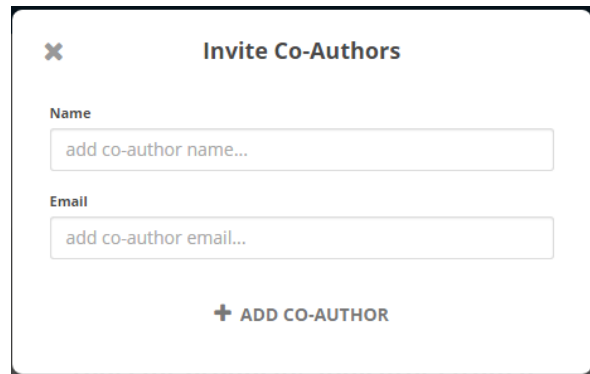 Invite Co-Authors
Name
add co-author name...
Email
add co-author email...
ADD CO-AUTHOR